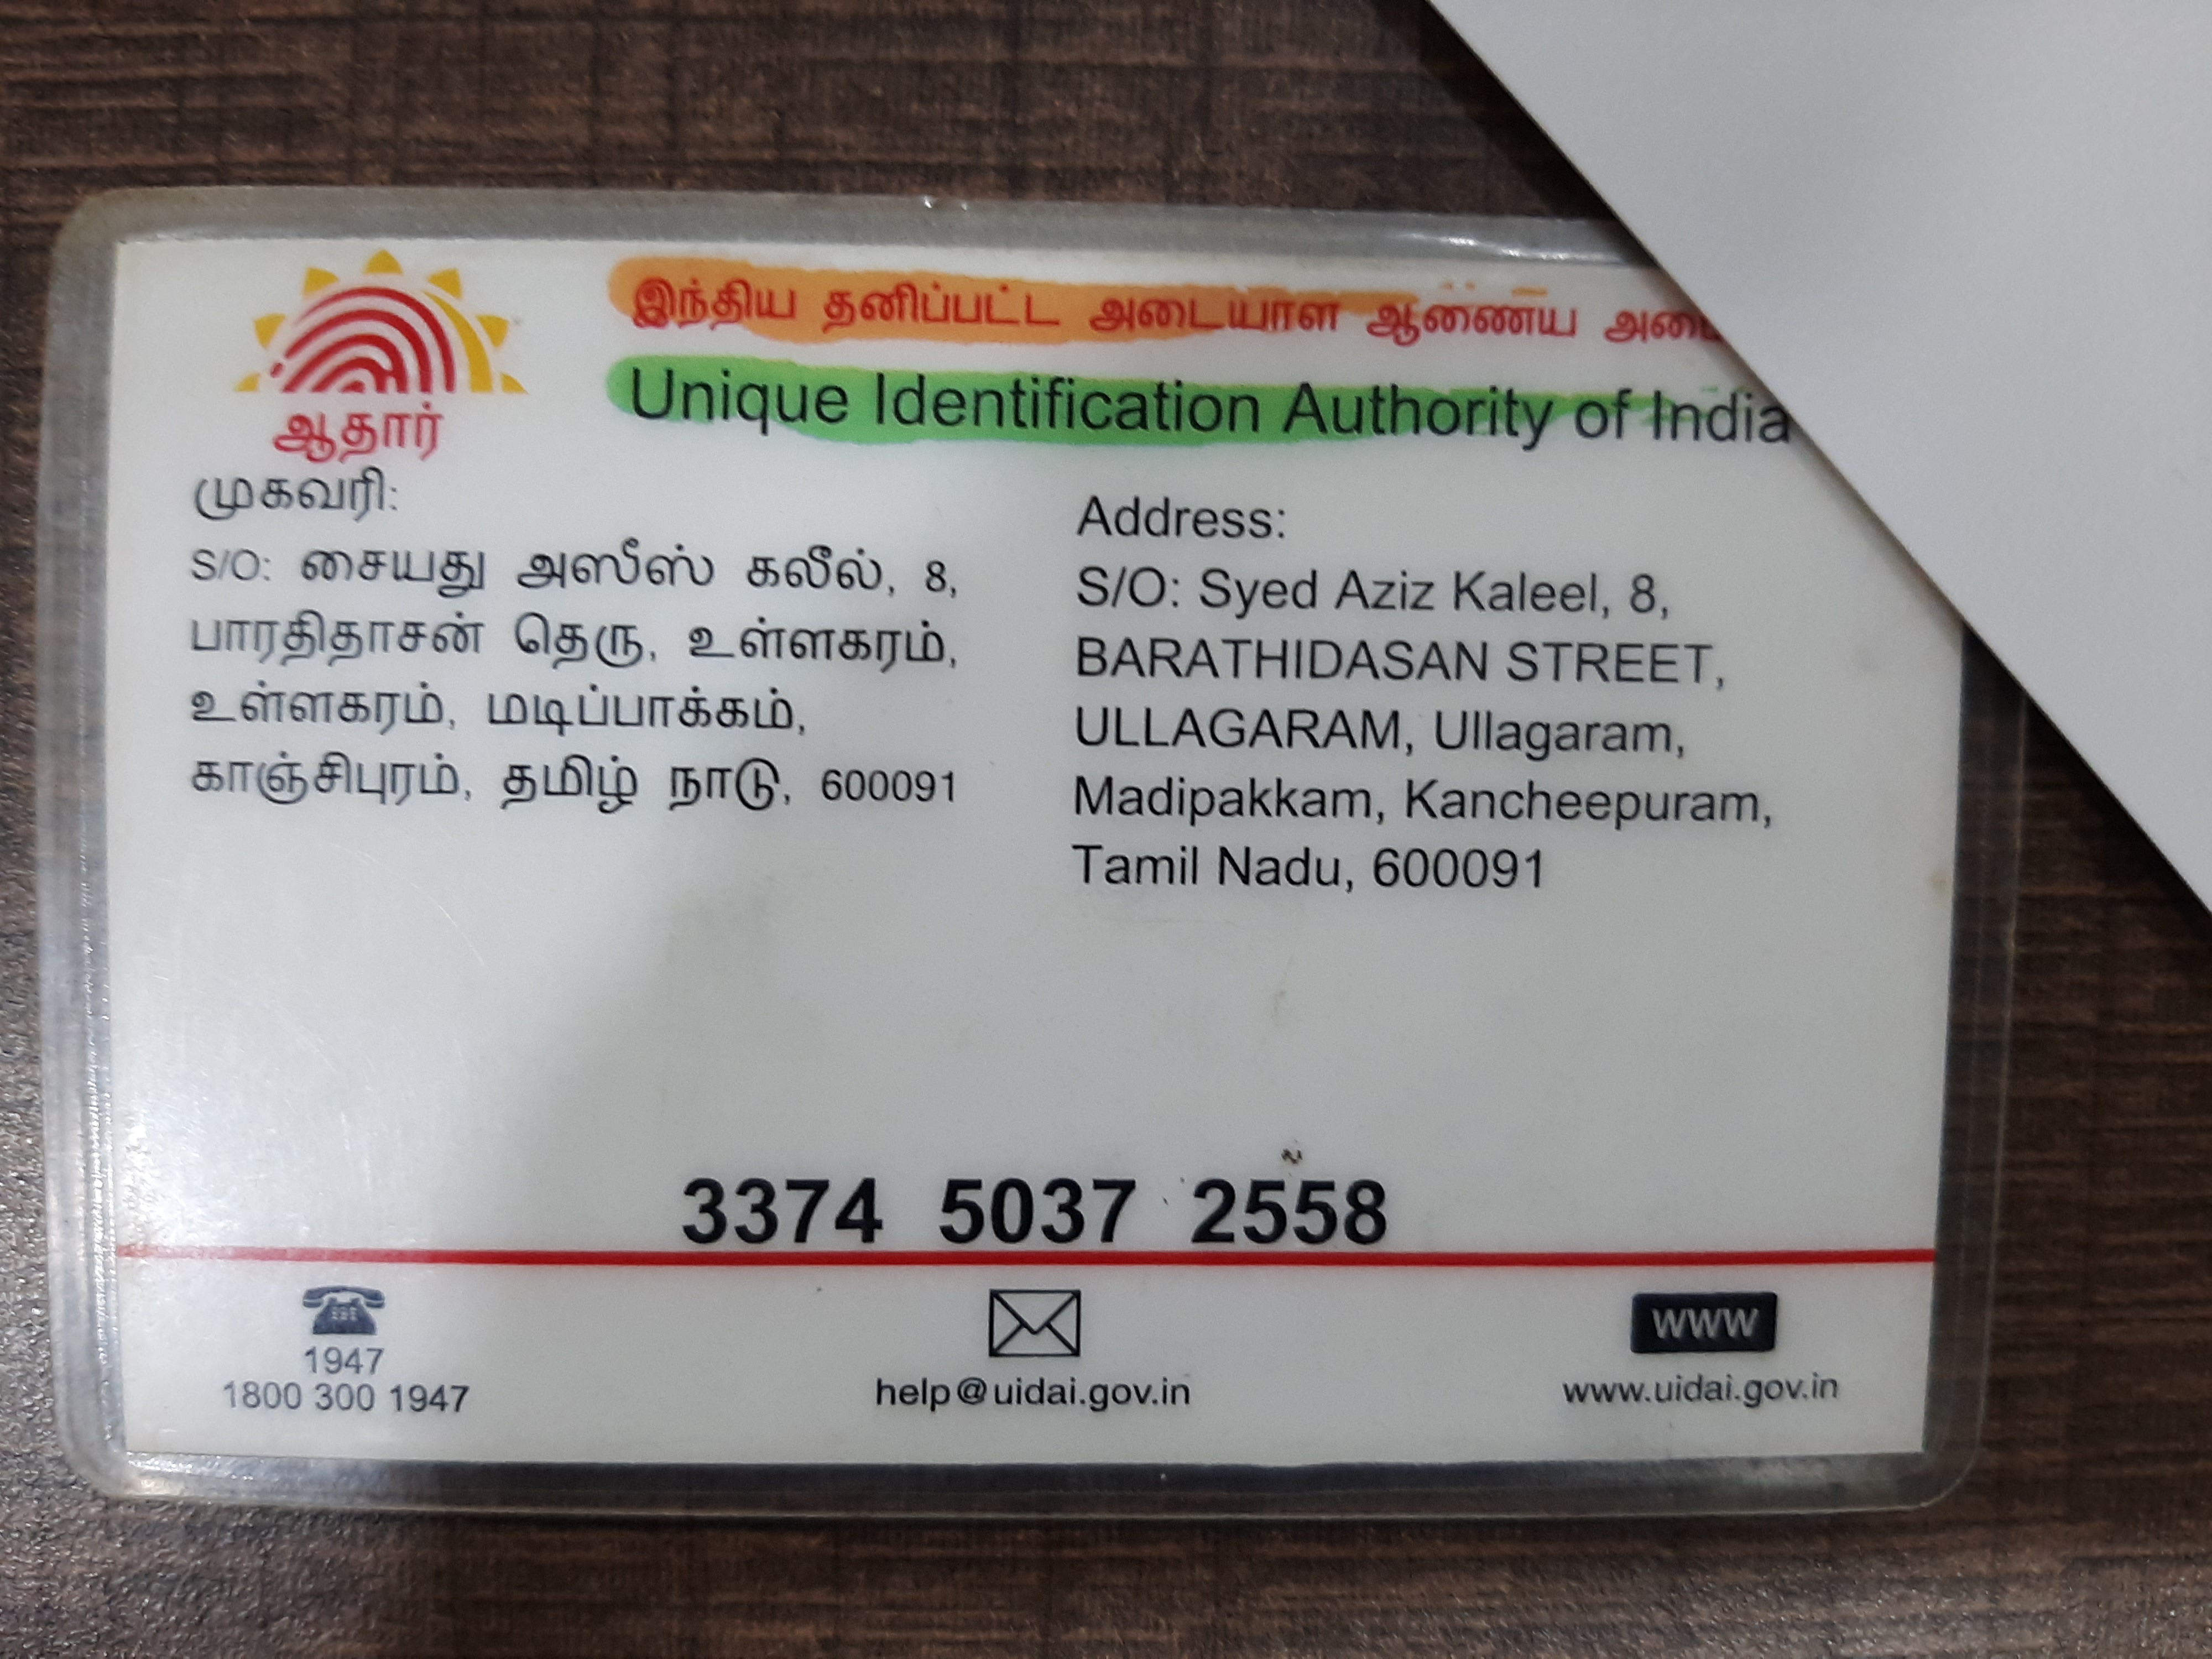 இந்திய தனிப்பட்ட அடையாள ஆணைய
Unique Identification Authority of India
ஆதார்
முகவரி:
S/O: சையது அஸீஸ் கலீல், 8,
பாரதிதாசன் தெரு, உள்ளகரம்,
உள்ளகரம், மடிப்பாக்கம்,
காஞ்சிபுரம், தமிழ் நாடு, 600091
Address:
S/O: Syed Aziz Kaleel, 8,
BARATHIDASAN STREET,
ULLAGARAM, Ullagaram,
Madipakkam, Kancheepuram,
Tamil Nadu, 600091
3374 5037 2558
1947
1800 300 1947
help@uidai.gov.in
www
www.uidai.gov.in